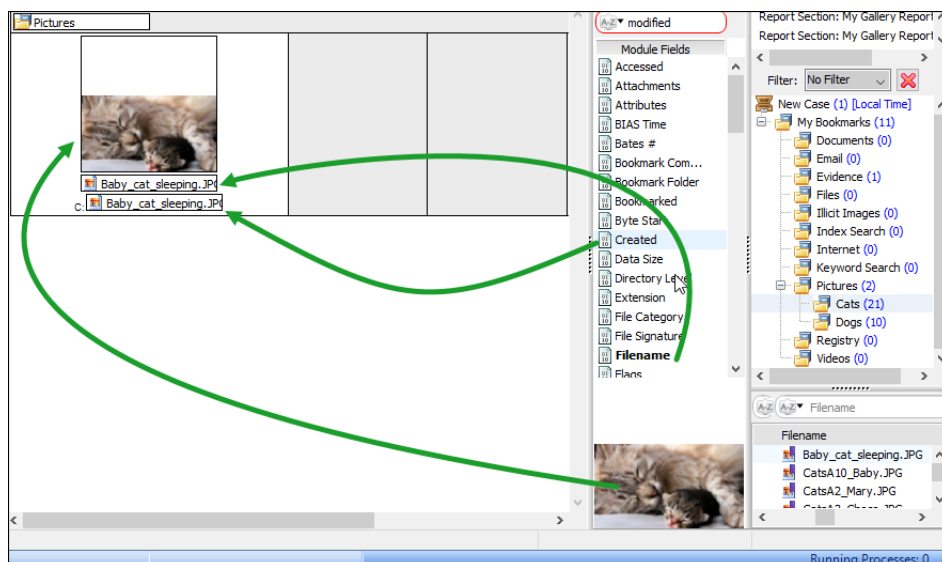 Pictures
Baby_cat_sleeping.JPG
C: Baby_cat_sleeping.JPG
A-Z modified
Module Fields
Accessed
Attachments
Attributes
BIAS Time
Bates #
Bookmark Com...
Bookmark Folder
Bookmarked
Byte Start
Created
Data Size
Directory Level
Extension
File Category
File Signature
Filename
Flags
Report Section: My Gallery Report
Report Section: My Gallery Report
Filter: No Filter
New Case (1) [Local Time]
My Bookmarks (11)
Documents (0)
Email (0)
Evidence (1)
Files (0)
Illicit Images (0)
Index Search (0)
Internet (0)
Keyword Search (0)
Pictures (2)
Cats (21)
Dogs (10)
Registry (0)
Videos (0)
A-Z A-Z Filename
Filename
Baby_cat_sleeping.JPG
CatsA10_Baby.JPG
CatsA2_Mary.JPG
Running Processes: 0